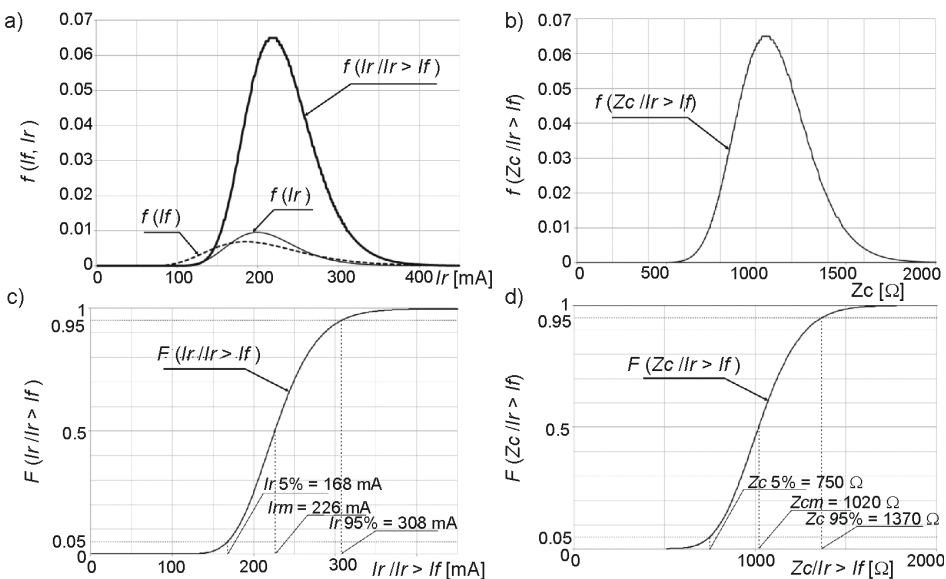 a)
f (If, Ir)
0.07
0.06
0.05
0.04
0.03
0.02
0.01
0
f (Ir /Ir > If)
f (Ir)
f (If)
0 100 200 300 400
Ir [mA]
b)
f (Zc /Ir > If)
0.07
0.06
0.05
0.04
0.03
0.02
0.01
0
f (Zc /Ir > If)
0 500 1000 1500 2000
Zc [Ω]
c)
F (Ir /Ir > If)
1
0.95
0.5
0.05
0
F (Ir /Ir > If)
Ir 5% = 168 mA
Irm = 226 mA
Ir 95% = 308 mA
0 100 200 300
Ir /Ir > If [mA]
d)
F (Zc /Ir > If)
1
0.95
0.5
0.05
0
F (Zc /Ir > If)
Zc 5% = 750 Ω
Zcm = 1020 Ω
Zc 95% = 1370 Ω
0 1000 2000
Zc/Ir > If [Ω]